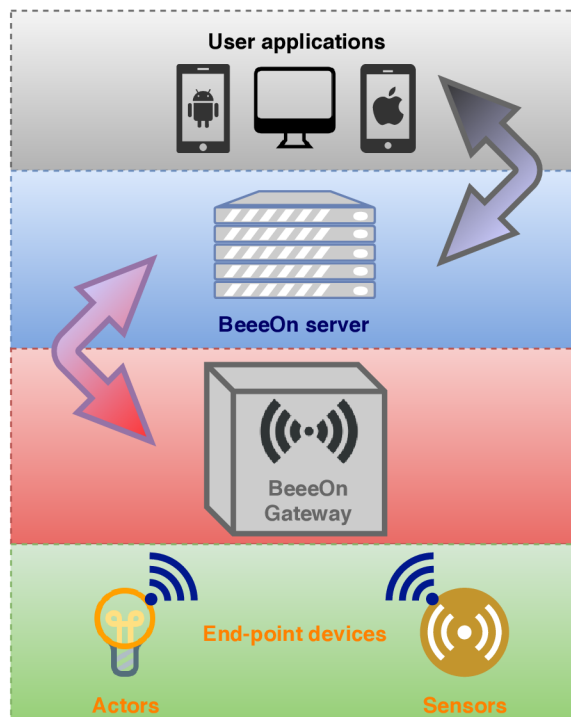 User applications
BeeeOn server
BeeeOn
Gateway
End-point devices
Actors
Sensors